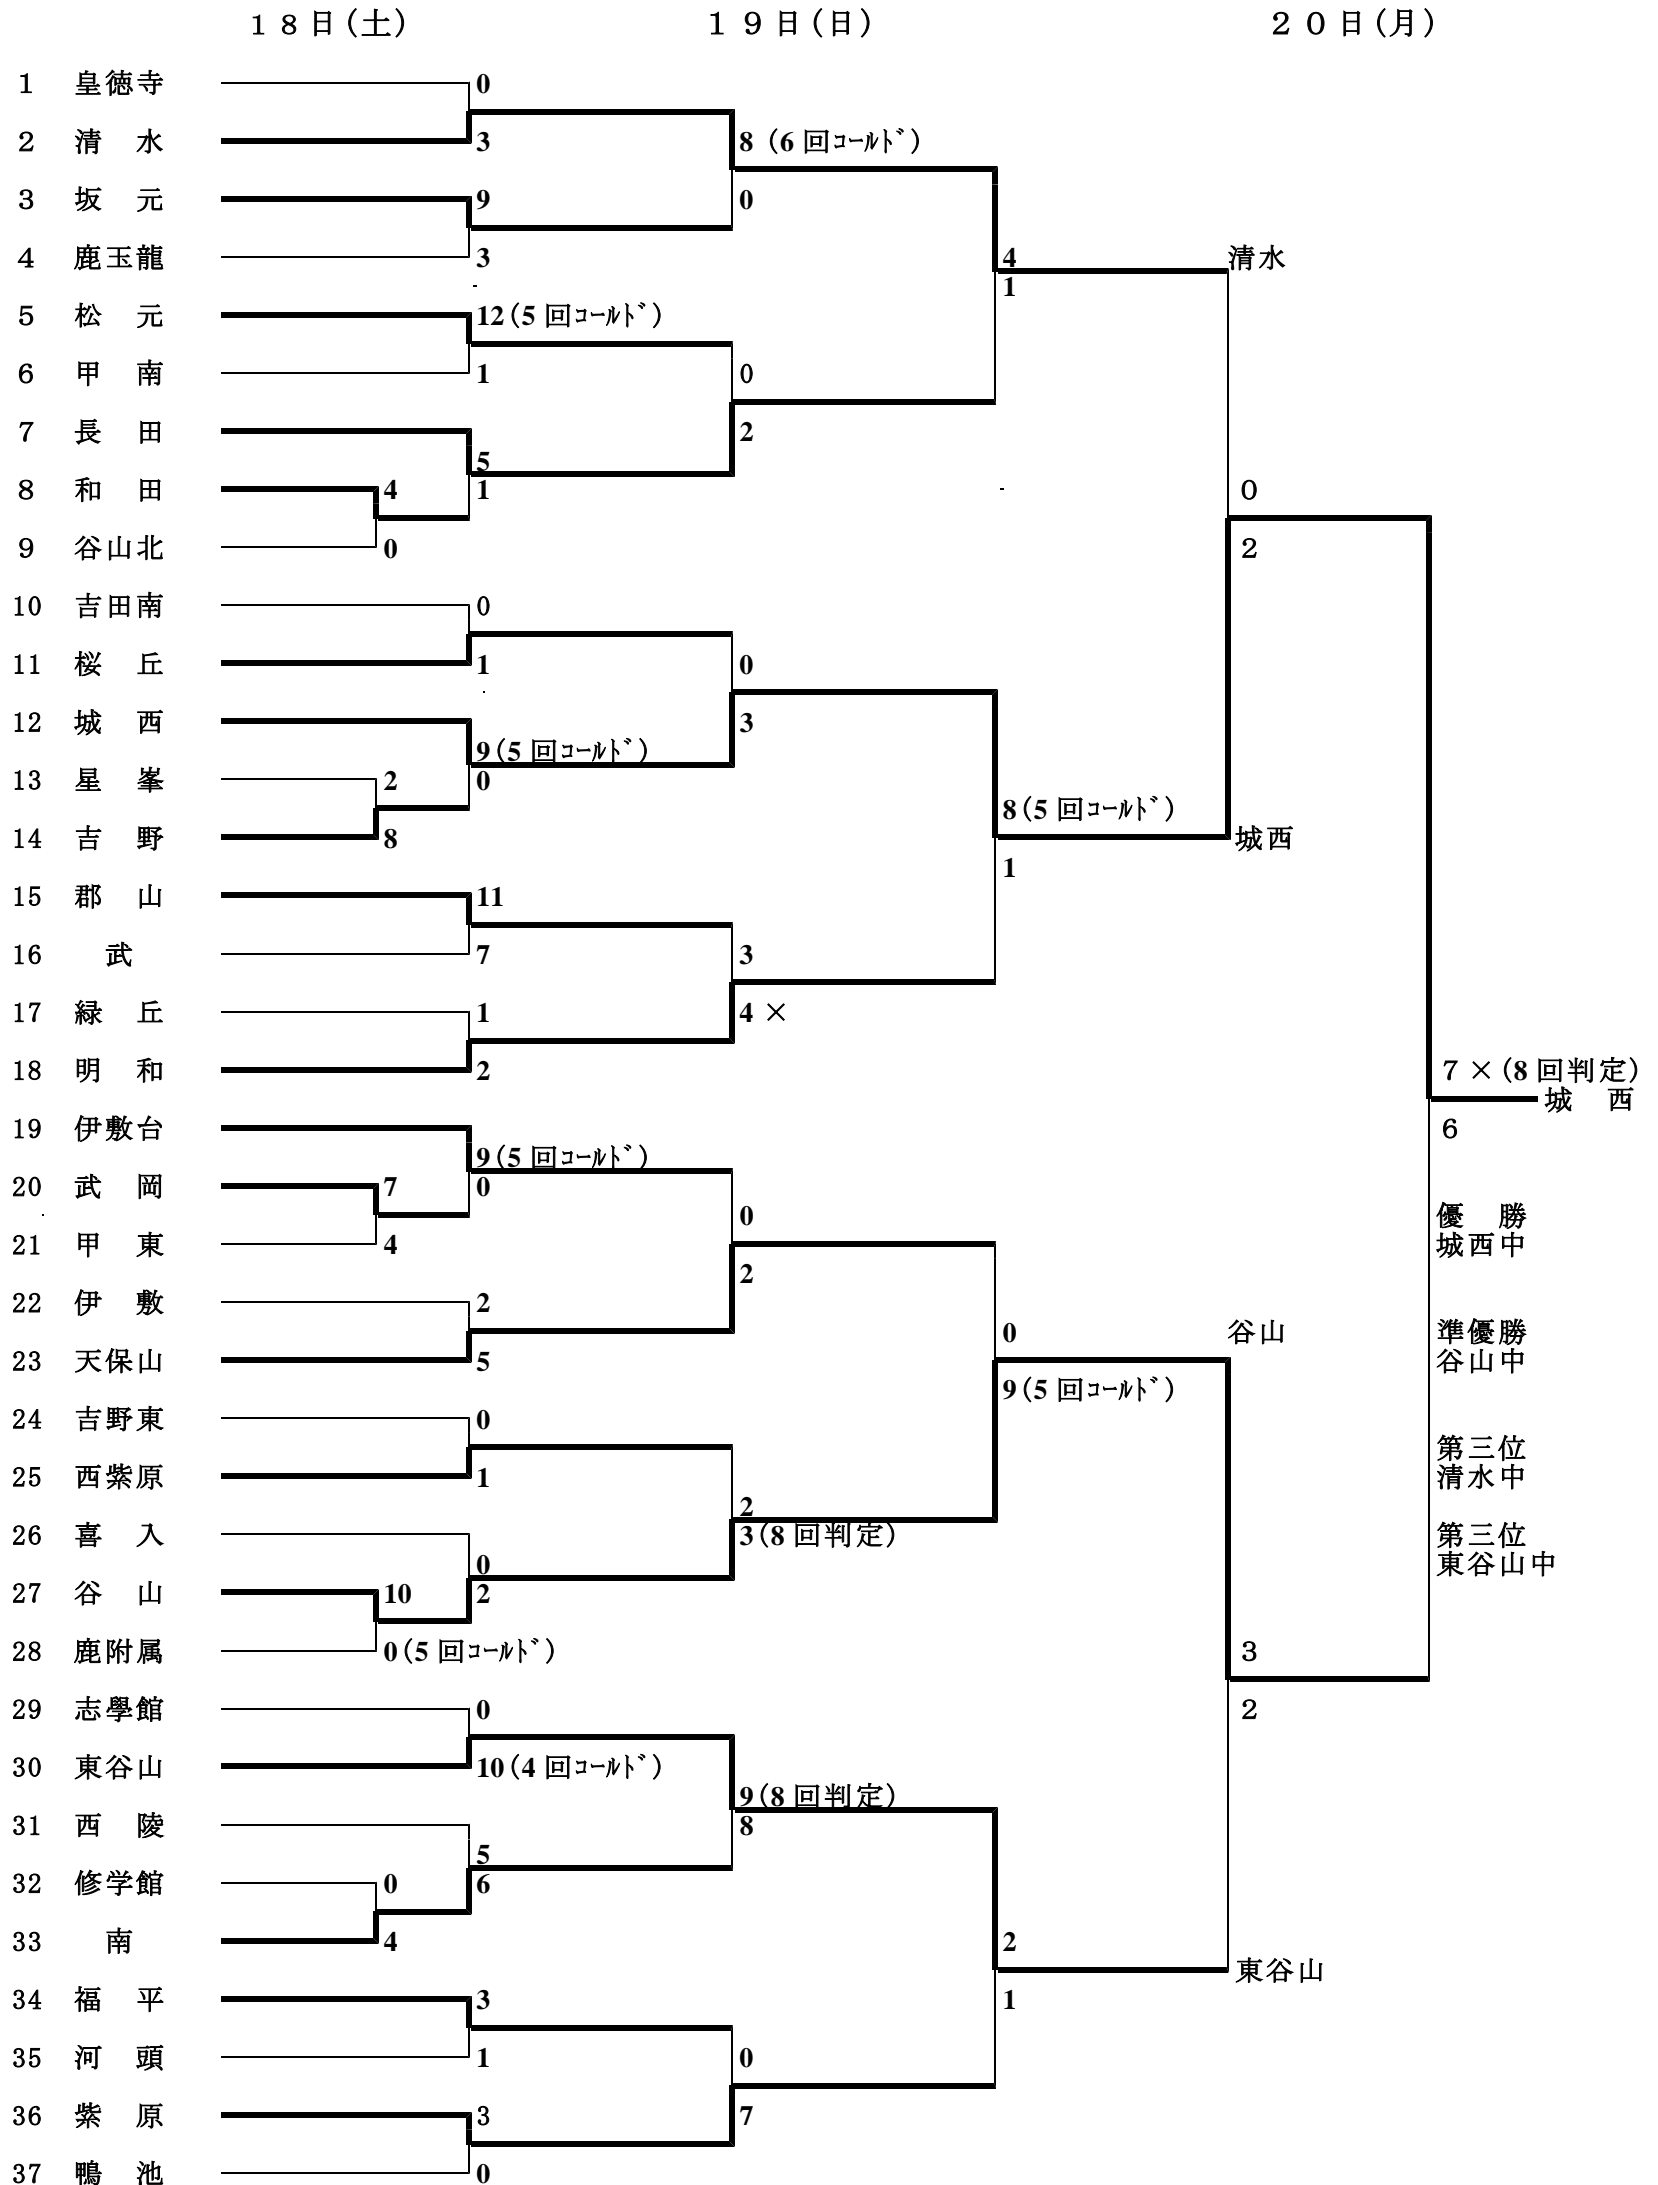 １８日(土) １９日(日) ２０日(月)
1 皇徳寺 0
2 清 水 3 8 (6回ｺｰﾙﾄﾞ)
3 坂 元 9 0
4 鹿玉龍 3 4 清水
1
5 松 元 12(5回ｺｰﾙﾄﾞ)
6 甲 南 1 0
7 長 田 2
5
8 和 田 4 1 0
9 谷山北 0 2
10 吉田南 0
11 桜 丘 1 0
12 城 西 3
9(5回ｺｰﾙﾄﾞ)
13 星 峯 2 0
8(5回ｺｰﾙﾄﾞ)
14 吉 野 8 城西
1
15 郡 山 11
16 武 7 3
17 緑 丘 1 4 ×
18 明 和 2 7 ×(8回判定)
城 西
19 伊敷台 6
9(5回ｺｰﾙﾄﾞ)
20 武 岡 7 0
0 優 勝
21 甲 東 4 城西中
2
22 伊 敷 2
0 谷山 準優勝
23 天保山 5 谷山中
9(5回ｺｰﾙﾄﾞ)
24 吉野東 0
第三位
25 西紫原 1 清水中
2
26 喜 入 3(8回判定) 第三位
0 東谷山中
27 谷 山 10 2
28 鹿附属 0(5回ｺｰﾙﾄﾞ) 3
29 志學館 0 2
30 東谷山 10(4回ｺｰﾙﾄﾞ)
9(8回判定)
31 西 陵 8
5
32 修学館 0 6
33 南 4 2
東谷山
34 福 平 3 1
35 河 頭 1 0
36 紫 原 3 7
37 鴨 池 0